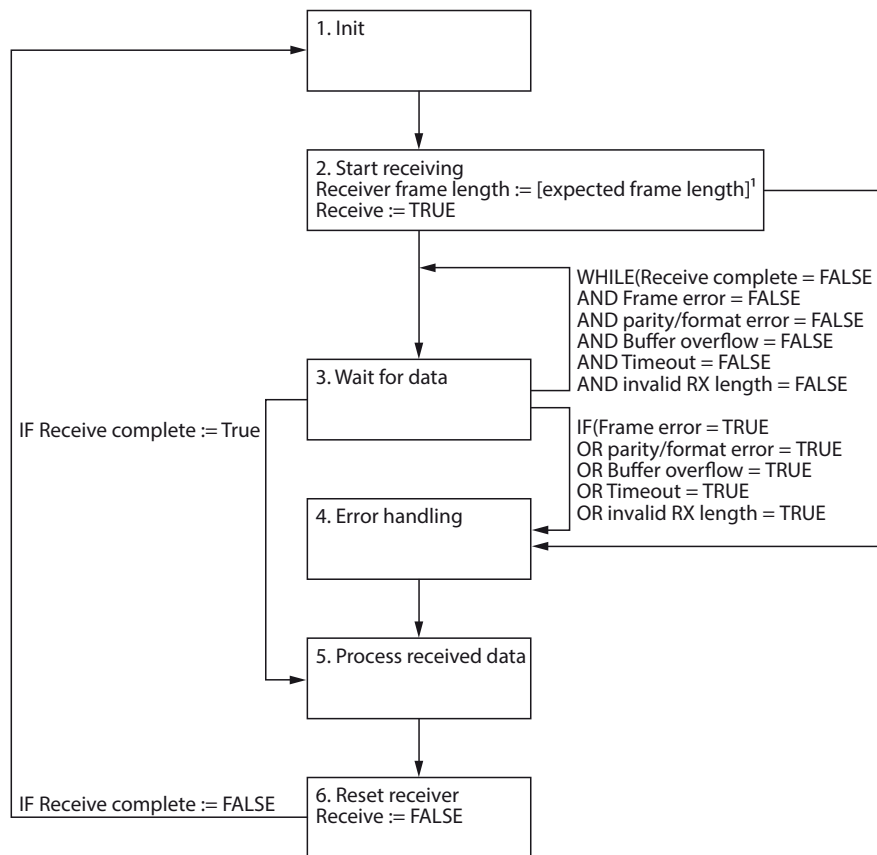 1. Init
2. Start receiving
Receiver frame length := [expected frame length]¹
Receive := TRUE
WHILE(Receive complete = FALSE
AND Frame error = FALSE
AND parity/format error = FALSE
AND Buffer overflow = FALSE
AND Timeout = FALSE
AND invalid RX length = FALSE
3. Wait for data
IF Receive complete := True
IF(Frame error = TRUE
OR parity/format error = TRUE
OR Buffer overflow = TRUE
OR Timeout = TRUE
OR invalid RX length = TRUE
4. Error handling
5. Process received data
IF Receive complete := FALSE
6. Reset receiver
Receive := FALSE